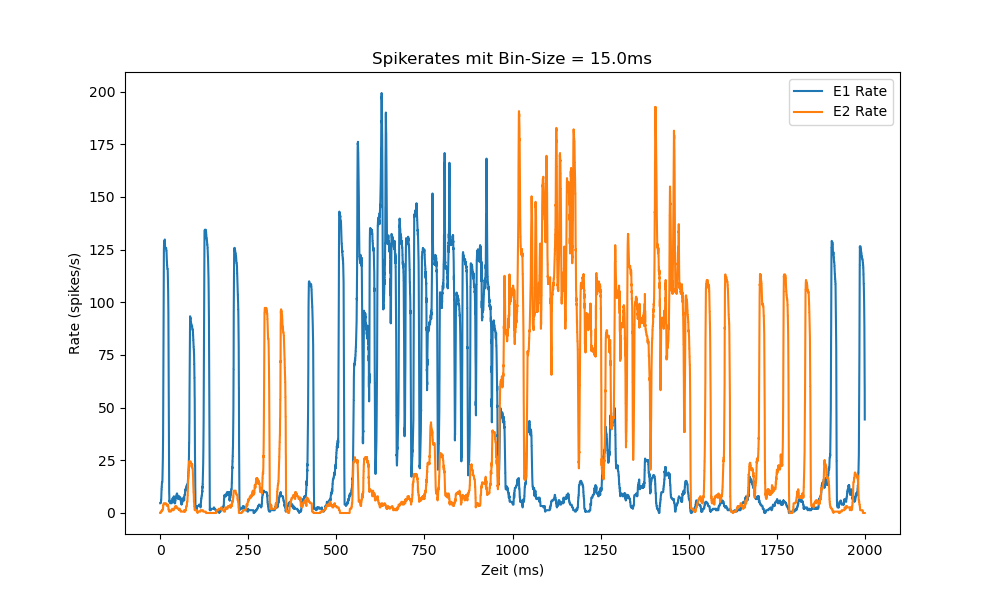 Spikerates mit Bin-Size = 15.0ms
E1 Rate
E2 Rate
200
175
150
125
100
75
50
25
0
Rate (spikes/s)
0 250 500 750 1000 1250 1500 1750 2000
Zeit (ms)